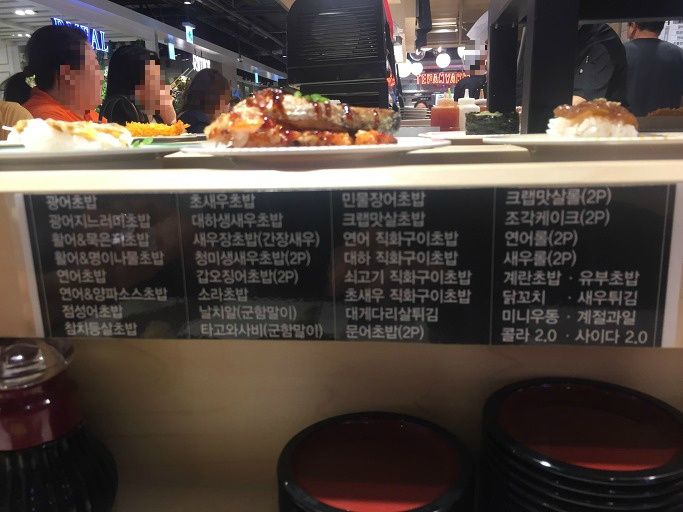 광어초밥
광어지느러미초밥
활어&묵은지초밥
활어&명이나물초밥
연어초밥
연어&양파소스초밥
점성어초밥
참치등살초밥
초새우초밥
대하생새우초밥
새우장초밥(간장새우)
청미생새우초밥(2P)
갑오징어초밥(2P)
소라초밥
날치알(군함말이)
타고와사비(군함말이)
민물장어초밥
크랩맛살초밥
연어 직화구이초밥
대하 직화구이초밥
쇠고기 직화구이초밥
초새우 직화구이초밥
대게다리살튀김
문어초밥(2P)
크랩맛살롤(2P)
조각케이크(2P)
연어롤(2P)
새우롤(2P)
계란초밥 · 유부초밥
닭꼬치 · 새우튀김
미니우동 · 계절과일
콜라 2.0 · 사이다 2.0